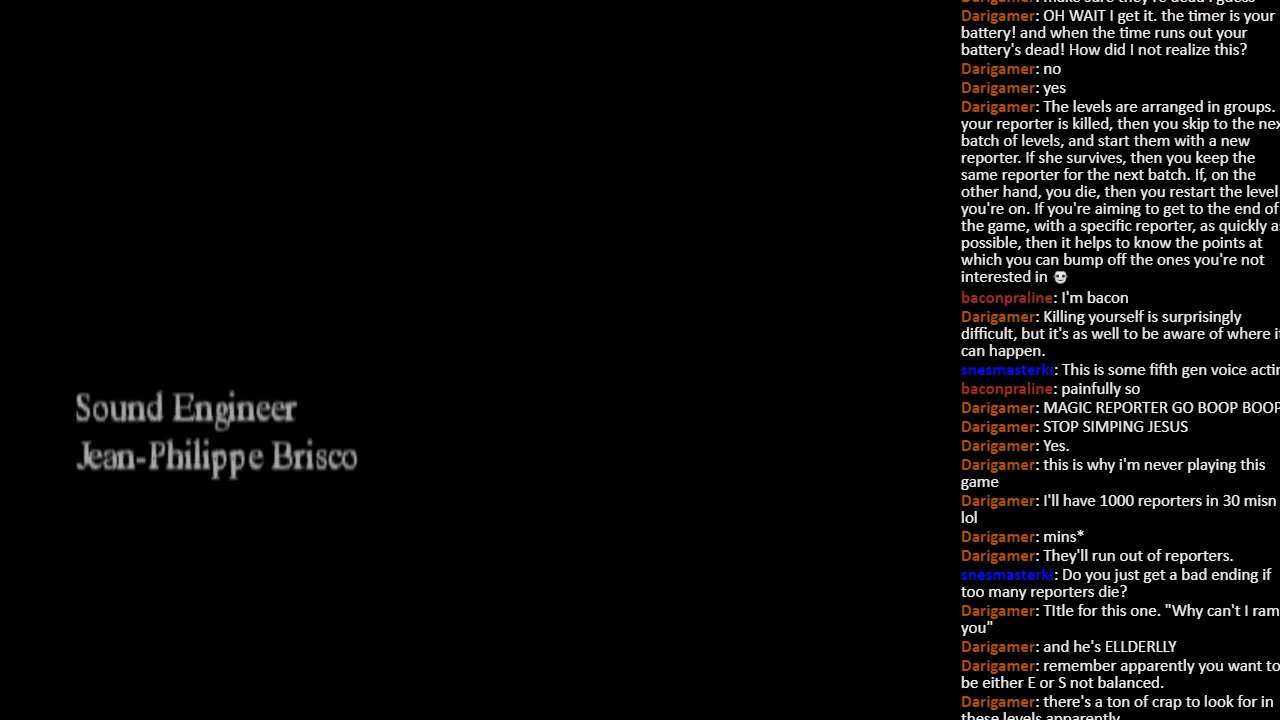 Sound Engineer
Jean-Philippe Brisco
Darigamer: OH WAIT I get it. the timer is your
battery! and when the time runs out your
battery's dead! How did I not realize this?
Darigamer: no
Darigamer: yes
Darigamer: The levels are arranged in groups.
your reporter is killed, then you skip to the nex
batch of levels, and start them with a new
reporter. If she survives, then you keep the
same reporter for the next batch. If, on the
other hand, you die, then you restart the level
you're on. If you're aiming to get to the end of
the game, with a specific reporter, as quickly as
possible, then it helps to know the points at
which you can bump off the ones you're not
interested in
baconpraline: I'm bacon
Darigamer: Killing yourself is surprisingly
difficult, but it's as well to be aware of where it
can happen.
snesmasterki: This is some fifth gen voice actin
baconpraline: painfully so
Darigamer: MAGIC REPORTER GO BOOP BOOP
Darigamer: STOP SIMPING JESUS
Darigamer: Yes.
Darigamer: this is why i'm never playing this
game
Darigamer: I'll have 1000 reporters in 30 misn
lol
Darigamer: mins*
Darigamer: They'll run out of reporters.
snesmasterki: Do you just get a bad ending if
too many reporters die?
Darigamer: TItle for this one. "Why can't I ram
you"
Darigamer: and he's ELLDERLLY
Darigamer: remember apparently you want to
be either E or S not balanced.
Darigamer: there's a ton of crap to look for in
these levels apparently